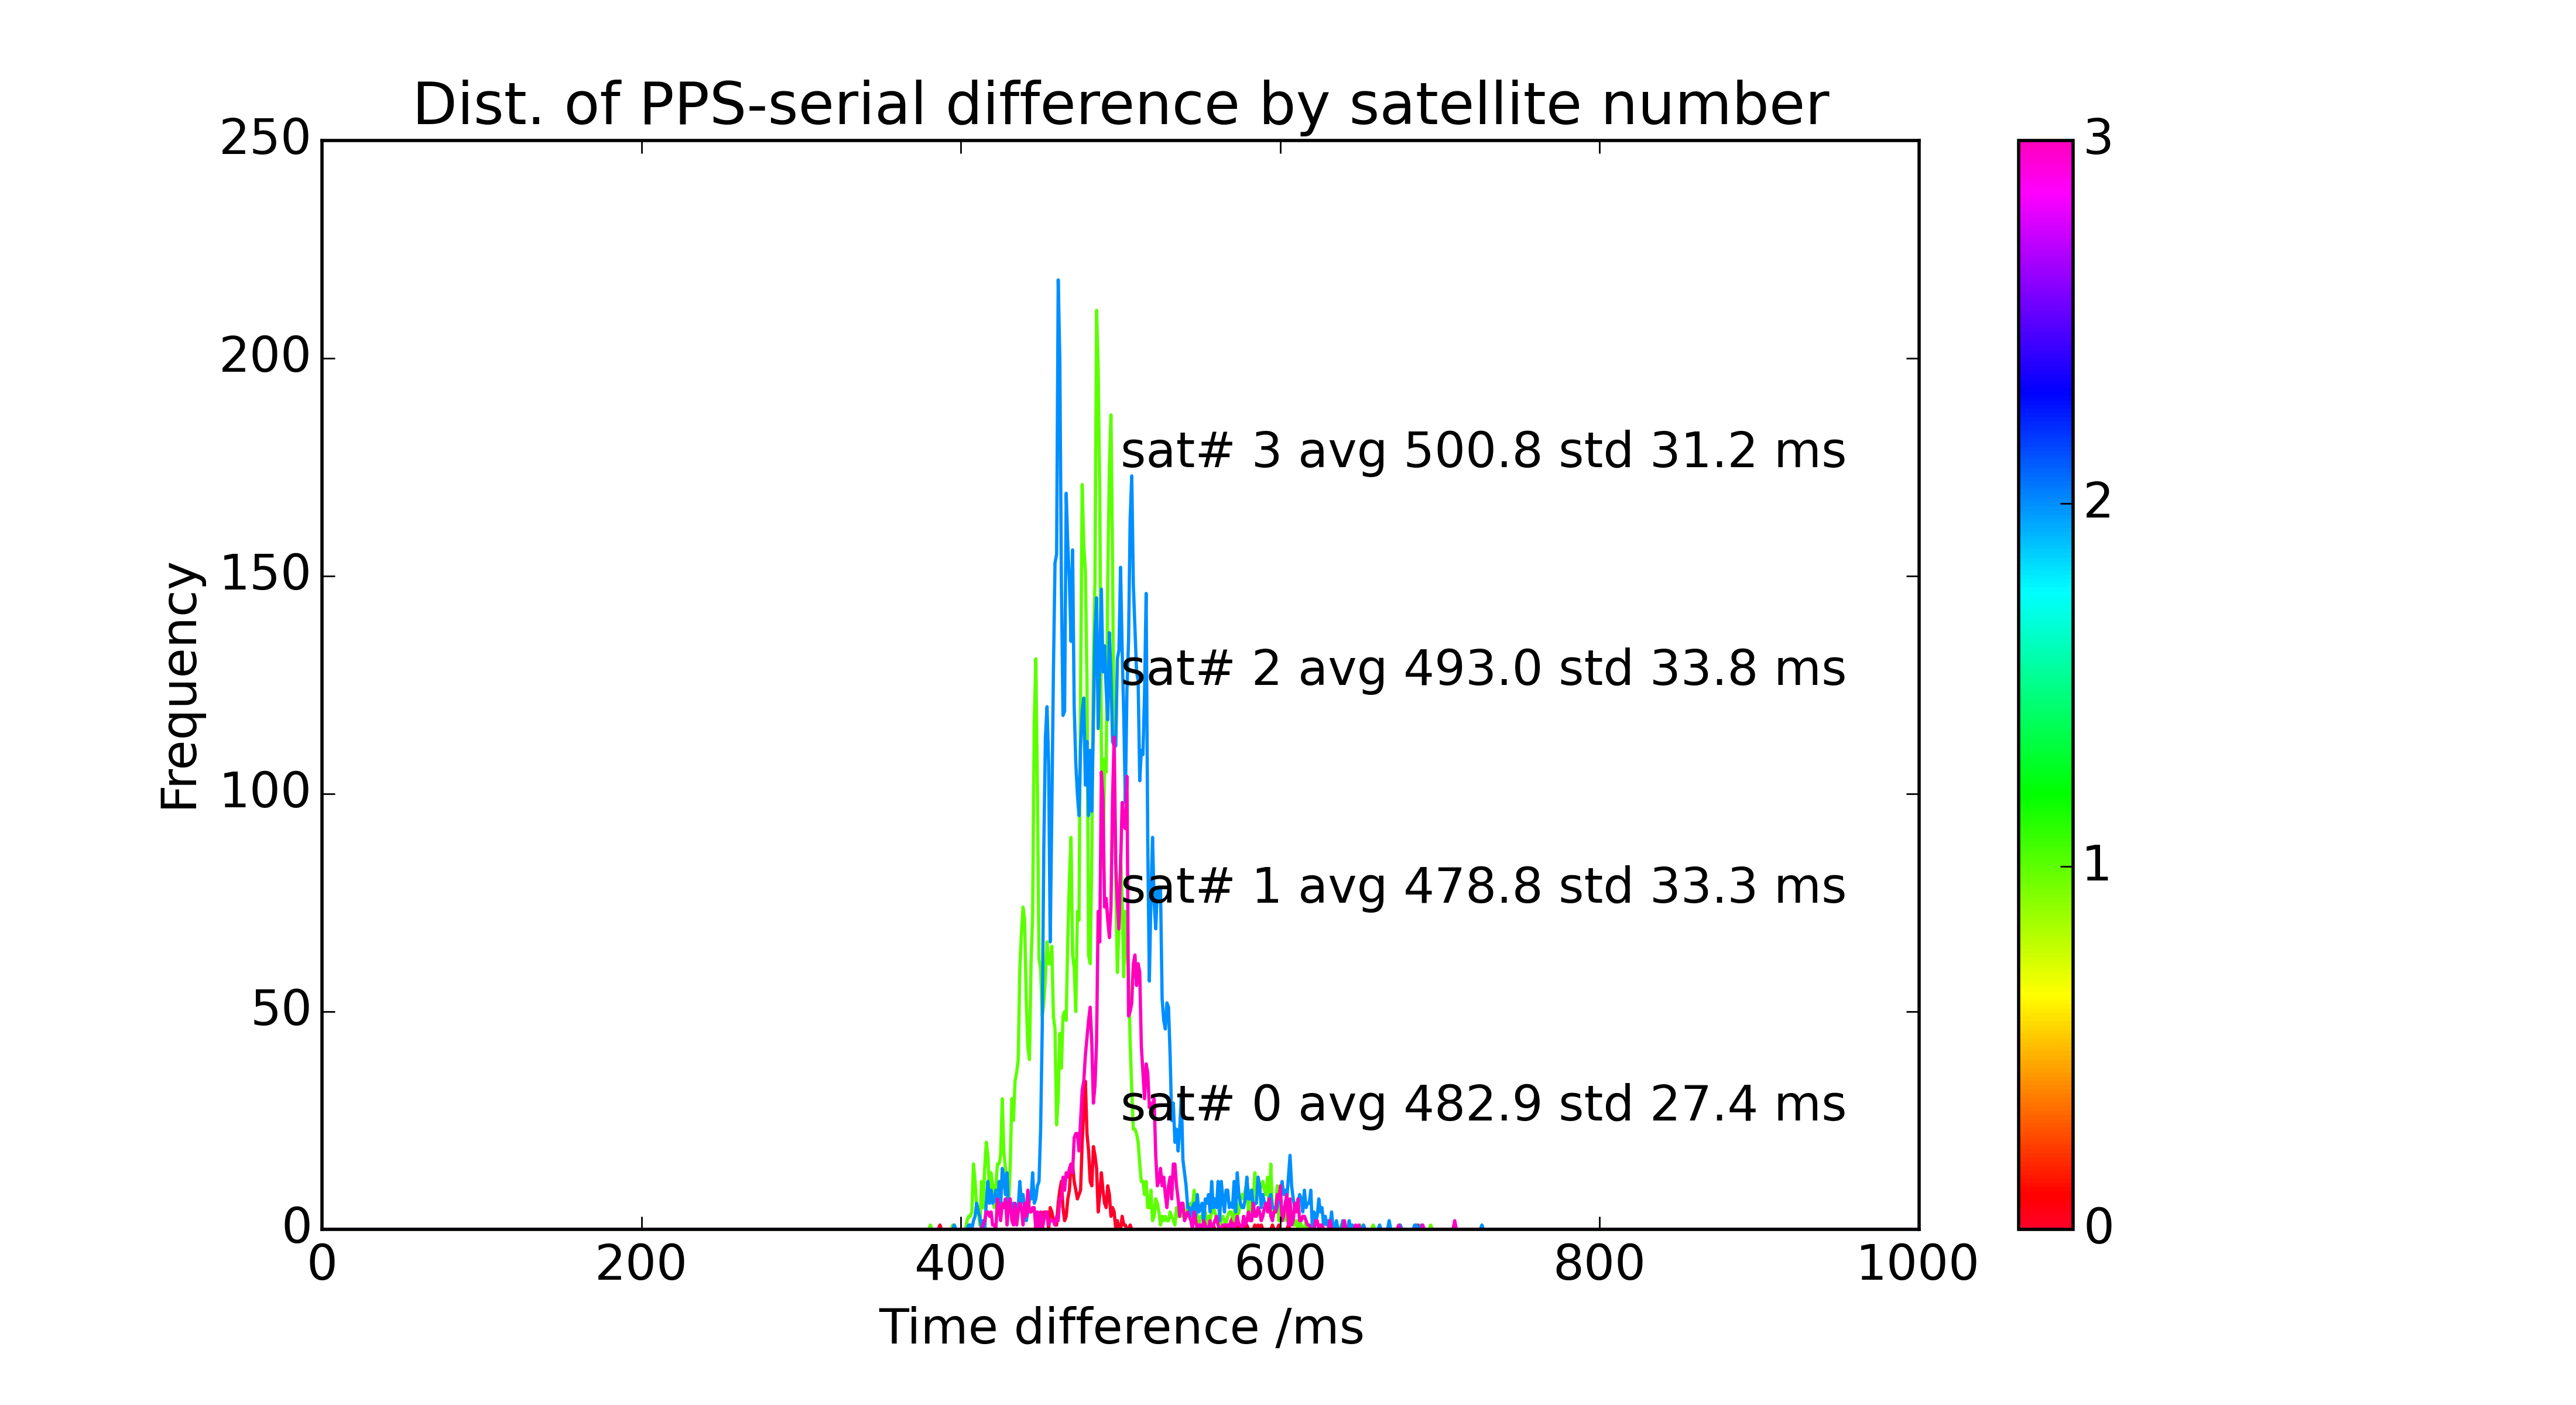 Dist. of PPS-serial difference by satellite number
250
200
150
100
50
0
Frequency
sat# 3 avg 500.8 std 31.2 ms
sat# 2 avg 493.0 std 33.8 ms
sat# 1 avg 478.8 std 33.3 ms
sat# 0 avg 482.9 std 27.4 ms
0 200 400 600 800 1000
Time difference /ms
3
2
1
0